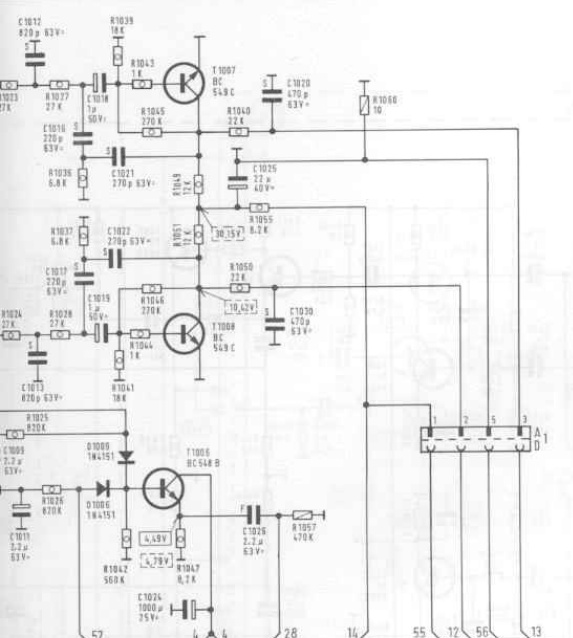 C1012
820p 63V=
R1039
18K
R1043
1K
T1007
BC
549C
C1020
470p
63V=
R1023
27K
R1027
27K
C1018
1µ
50V=
R1045
270K
R1040
22K
R1060
10
C1016
220p
63V=
S
S
S
S
C1021
270p 63V=
R1036
6.8K
R1049
12K
C1025
22µ
40V=
R1037
6.8K
C1022
270p 63V=
R1051
12K
30,15V
R1055
8.2K
C1017
220p
63V=
S
S
C1019
1µ
50V=
R1046
270K
R1050
22K
10,42V
R1024
27K
R1028
27K
R1044
1K
T1008
BC
549C
S
C1030
470p
63V=
S
C1013
820p 63V=
R1041
18K
R1025
820K
D1009
1N4151
T1005
BC548B
1
2
5
3
A
D
1
C1009
2.2µ
63V=
R1026
820K
D1006
1N4151
4,49V
4,79V
F
C1026
2.2µ
63V=
R1057
470K
C1011
2.2µ
63V=
R1042
560K
R1047
8,2K
C1024
1000µ
25V=
52
4
4
28
14
55
12
56
13